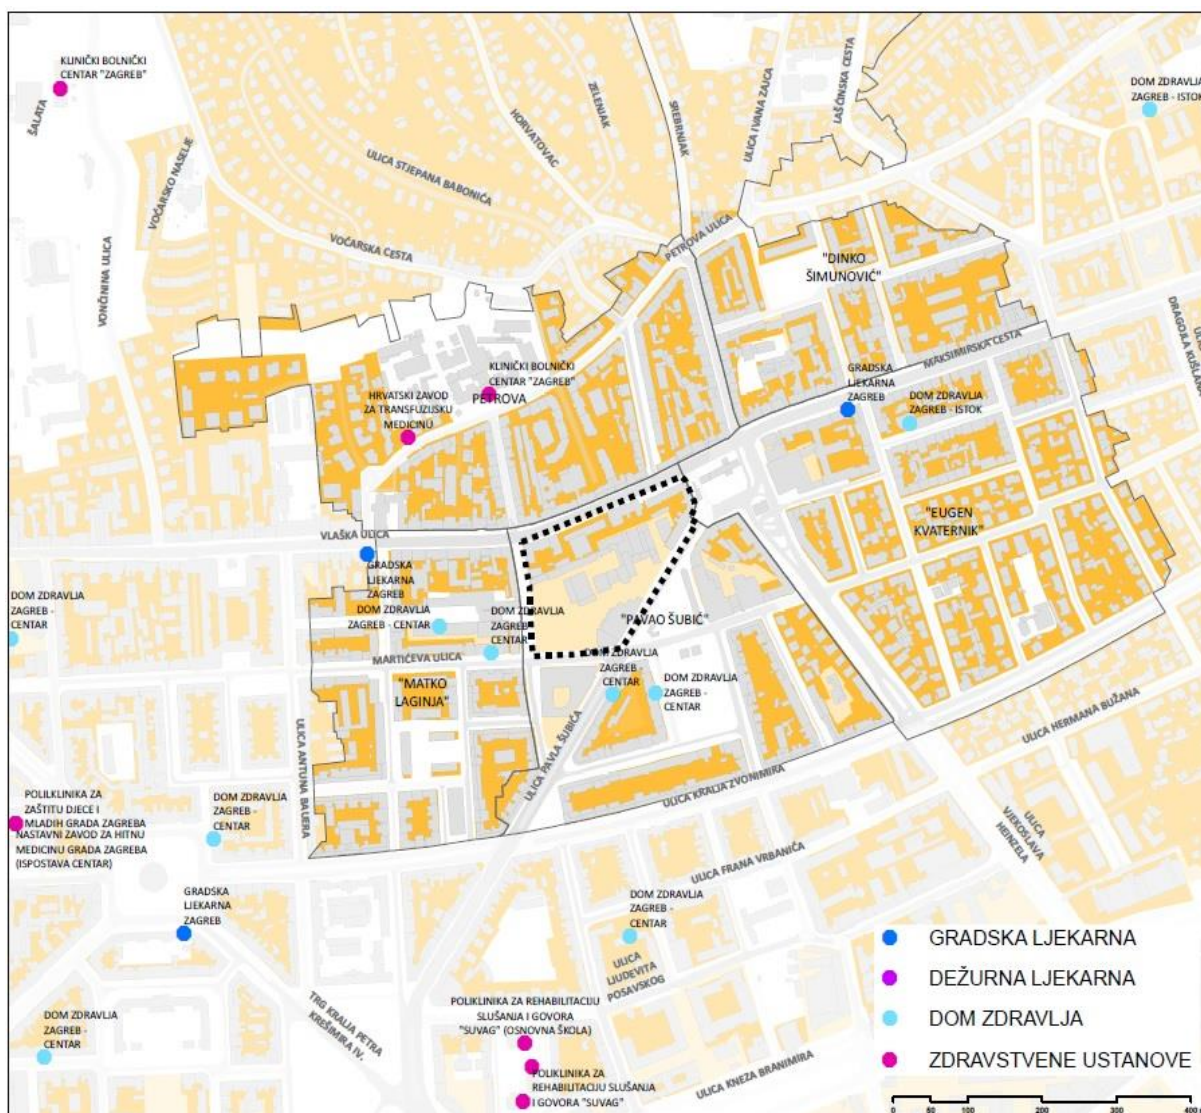 KLINIČKI BOLNIČKI
CENTAR "ZAGREB"
ŠALATA
VOĆARSKO NASELJE
VONČININA ULICA
ULICA STJEPANA BABONIĆA
VOĆARSKA CESTA
HORVATOVAC
ZELENJAK
SREBRNJAK
ULICA IVANA ZAJCA
LAŠĆINSKA CESTA
DOM ZDRAVLJA
ZAGREB - ISTOK
PETROVA ULICA
"DINKO
ŠIMUNOVIĆ"
MAKSIMIRSKA CESTA
DRAGOJLA KUŠLANA
KLINIČKI BOLNIČKI
CENTAR "ZAGREB"
PETROVA
HRVATSKI ZAVOD
ZA TRANSFUZIJSKU
MEDICINU
GRADSKA
LJEKARNA
ZAGREB
DOM ZDRAVLJA
ZAGREB - ISTOK
"EUGEN
KVATERNIK"
VLAŠKA ULICA
GRADSKA
LJEKARNA
ZAGREB
DOM ZDRAVLJA
ZAGREB - CENTAR
DOM ZDRAVLJA
ZAGREB -
CENTAR
DOM ZDRAVLJA
ZAGREB -
CENTAR
"PAVAO ŠUBIĆ"
MARTIĆEVA ULICA
"MATKO
LAGINJA"
DOM ZDRAVLJA
ZAGREB -
CENTAR
DOM ZDRAVLJA
ZAGREB -
CENTAR
ULICA ANTUNA BAUERA
ULICA PAVLA ŠUBIĆA
ULICA KRALJA ZVONIMIRA
ULICA HERMANA BUŽANA
ULICA
VJEKOSLAVA
HEINZELA
POLIKLINIKA ZA
ZAŠTITU DJECE I
MLADIH GRADA ZAGREBA
NASTAVNI ZAVOD ZA HITNU
MEDICINU GRADA ZAGREBA
(ISPOSTAVA CENTAR)
DOM ZDRAVLJA
ZAGREB -
CENTAR
ULICA FRANA VRBANIĆA
GRADSKA
LJEKARNA
ZAGREB
DOM ZDRAVLJA
ZAGREB -
CENTAR
ULICA
LJUDEVITA
POSAVSKOG
TRG KRALJA PETRA
KREŠIMIRA IV.
DOM ZDRAVLJA
ZAGREB -
CENTAR
POLIKLINIKA ZA REHABILITACIJU
SLUŠANJA I GOVORA
"SUVAG" (OSNOVNA ŠKOLA)
POLIKLINIKA ZA
REHABILITACIJU SLUŠANJA
I GOVORA "SUVAG"
ULICA KNEZA BRANIMIRA
GRADSKA LJEKARNA
DEŽURNA LJEKARNA
DOM ZDRAVLJA
ZDRAVSTVENE USTANOVE
0 50 100 200 300